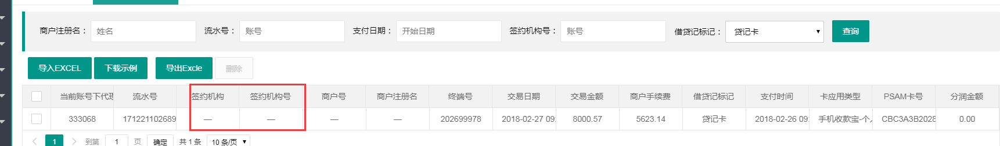 商户注册名： 姓名 流水号： 账号 支付日期： 开始日期 签约机构号： 账号 借贷记标记： 贷记卡 查询
导入EXCEL 下载示例 导出Excle 删除
当前账号下代理 流水号 签约机构 签约机构号 商户号 商户注册名 终端号 交易日期 交易金额 商户手续费 借贷记标记 支付时间 卡应用类型 PSAM卡号 分润金额
333068 171221102689 — — — — 202699978 2018-02-27 09: 8000.57 5623.14 贷记卡 2018-02-26 09: 手机收款宝-个人 CBC3A3B2028 0.00
1 到第 1 页 确定 共 1 条 10 条/页